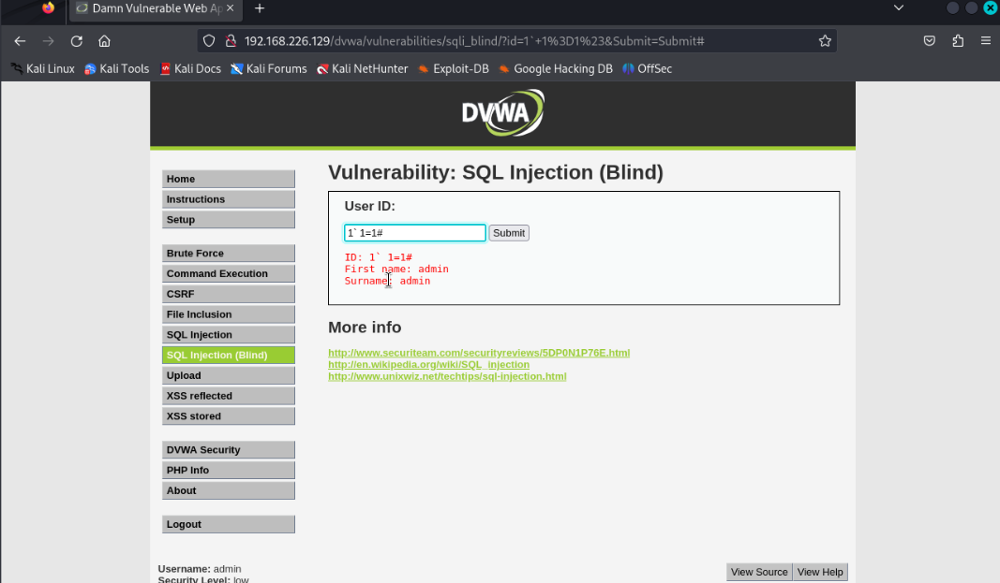 Damn Vulnerable Web Ap
192.168.226.129/dvwa/vulnerabilities/sqli_blind/?id=1`+1%3D1%23&Submit=Submit#
Kali Linux Kali Tools Kali Docs Kali Forums Kali NetHunter Exploit-DB Google Hacking DB OffSec
DVWA
Home
Instructions
Setup
Brute Force
Command Execution
CSRF
File Inclusion
SQL Injection
SQL Injection (Blind)
Upload
XSS reflected
XSS stored
DVWA Security
PHP Info
About
Logout
Vulnerability: SQL Injection (Blind)
User ID:
1` 1=1# Submit
ID: 1` 1=1#
First name: admin
Surname: admin
More info
http://www.securiteam.com/securityreviews/5DP0N1P76E.html
http://en.wikipedia.org/wiki/SQL_injection
http://www.unixwiz.net/techtips/sql-injection.html
Username: admin
Security Level: low
View Source View Help